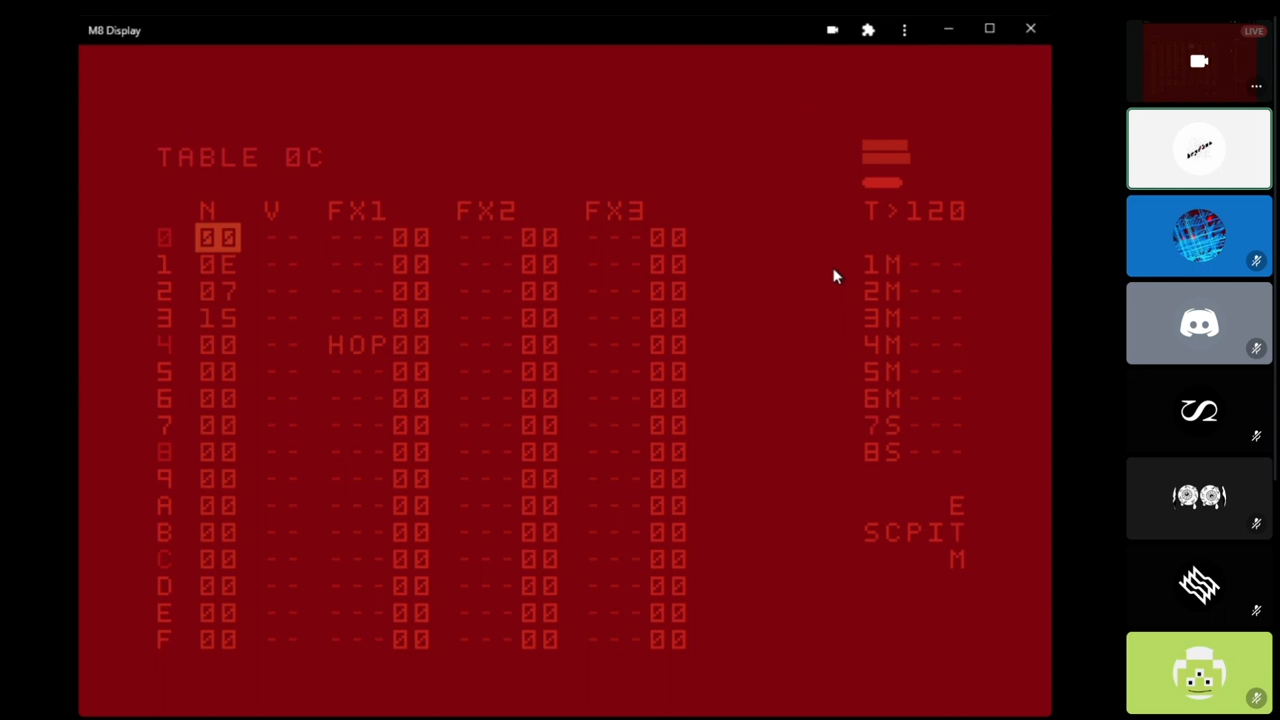 M8 Display
LIVE
TABLE 0C
N V FX1 FX2 FX3 T>120
0 00 -- ---00 ---00 ---00
1 0E -- ---00 ---00 ---00 1M---
2 07 -- ---00 ---00 ---00 2M---
3 15 -- ---00 ---00 ---00 3M---
4 00 -- HOP00 ---00 ---00 4M---
5 00 -- ---00 ---00 ---00 5M---
6 00 -- ---00 ---00 ---00 6M---
7 00 -- ---00 ---00 ---00 7S---
8 00 -- ---00 ---00 ---00 8S---
9 00 -- ---00 ---00 ---00
A 00 -- ---00 ---00 ---00 E
B 00 -- ---00 ---00 ---00 SCPIT
C 00 -- ---00 ---00 ---00 M
D 00 -- ---00 ---00 ---00
E 00 -- ---00 ---00 ---00
F 00 -- ---00 ---00 ---00